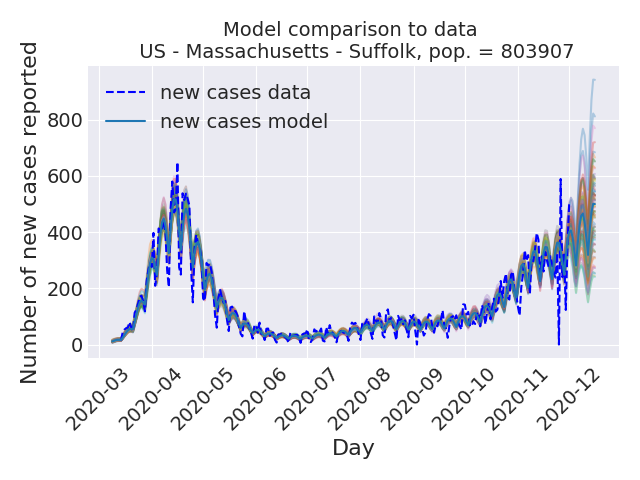 Model comparison to data
US - Massachusetts - Suffolk, pop. = 803907
Number of new cases reported
new cases data
new cases model
800
600
400
200
0
2020-03
2020-04
2020-05
2020-06
2020-07
2020-08
2020-09
2020-10
2020-11
2020-12
Day